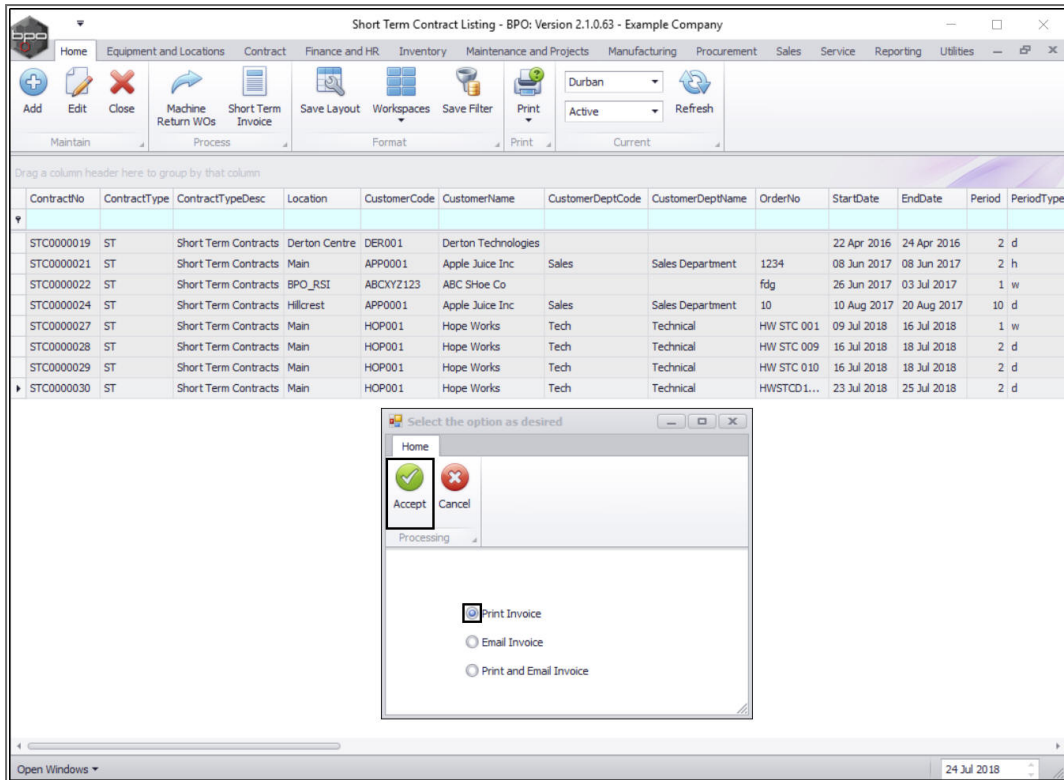 Short Term Contract Listing - BPO: Version 2.1.0.63 - Example Company
bpo
Home Equipment and Locations Contract Finance and HR Inventory Maintenance and Projects Manufacturing Procurement Sales Service Reporting Utilities
Add Edit Close Machine Return WOs Short Term Invoice Save Layout Workspaces Save Filter Print Durban Active Refresh
Maintain Process Format Print Current
Drag a column header here to group by that column
ContractNo ContractType ContractTypeDesc Location CustomerCode CustomerName CustomerDeptCode CustomerDeptName OrderNo StartDate EndDate Period PeriodType
STC0000019 ST Short Term Contracts Derton Centre DER001 Derton Technologies 22 Apr 2016 24 Apr 2016 2 d
STC0000021 ST Short Term Contracts Main APP0001 Apple Juice Inc Sales Sales Department 1234 08 Jun 2017 08 Jun 2017 2 h
STC0000022 ST Short Term Contracts BPO_RSI ABCXYZ123 ABC SHoe Co fdg 26 Jun 2017 03 Jul 2017 1 w
STC0000024 ST Short Term Contracts Hillcrest APP0001 Apple Juice Inc Sales Sales Department 10 10 Aug 2017 20 Aug 2017 10 d
STC0000027 ST Short Term Contracts Main HOP001 Hope Works Tech Technical HW STC 001 09 Jul 2018 16 Jul 2018 1 w
STC0000028 ST Short Term Contracts Main HOP001 Hope Works Tech Technical HW STC 009 16 Jul 2018 18 Jul 2018 2 d
STC0000029 ST Short Term Contracts Main HOP001 Hope Works Tech Technical HW STC 010 16 Jul 2018 18 Jul 2018 2 d
STC0000030 ST Short Term Contracts Main HOP001 Hope Works Tech Technical HWSTCD1... 23 Jul 2018 25 Jul 2018 2 d
Select the option as desired
Home
Accept Cancel
Processing
Print Invoice
Email Invoice
Print and Email Invoice
Open Windows 24 Jul 2018